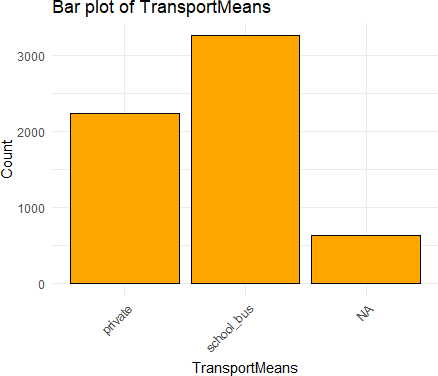 Bar plot of TransportMeans
Count
3000
2000
1000
0
private
school_bus
NA
TransportMeans